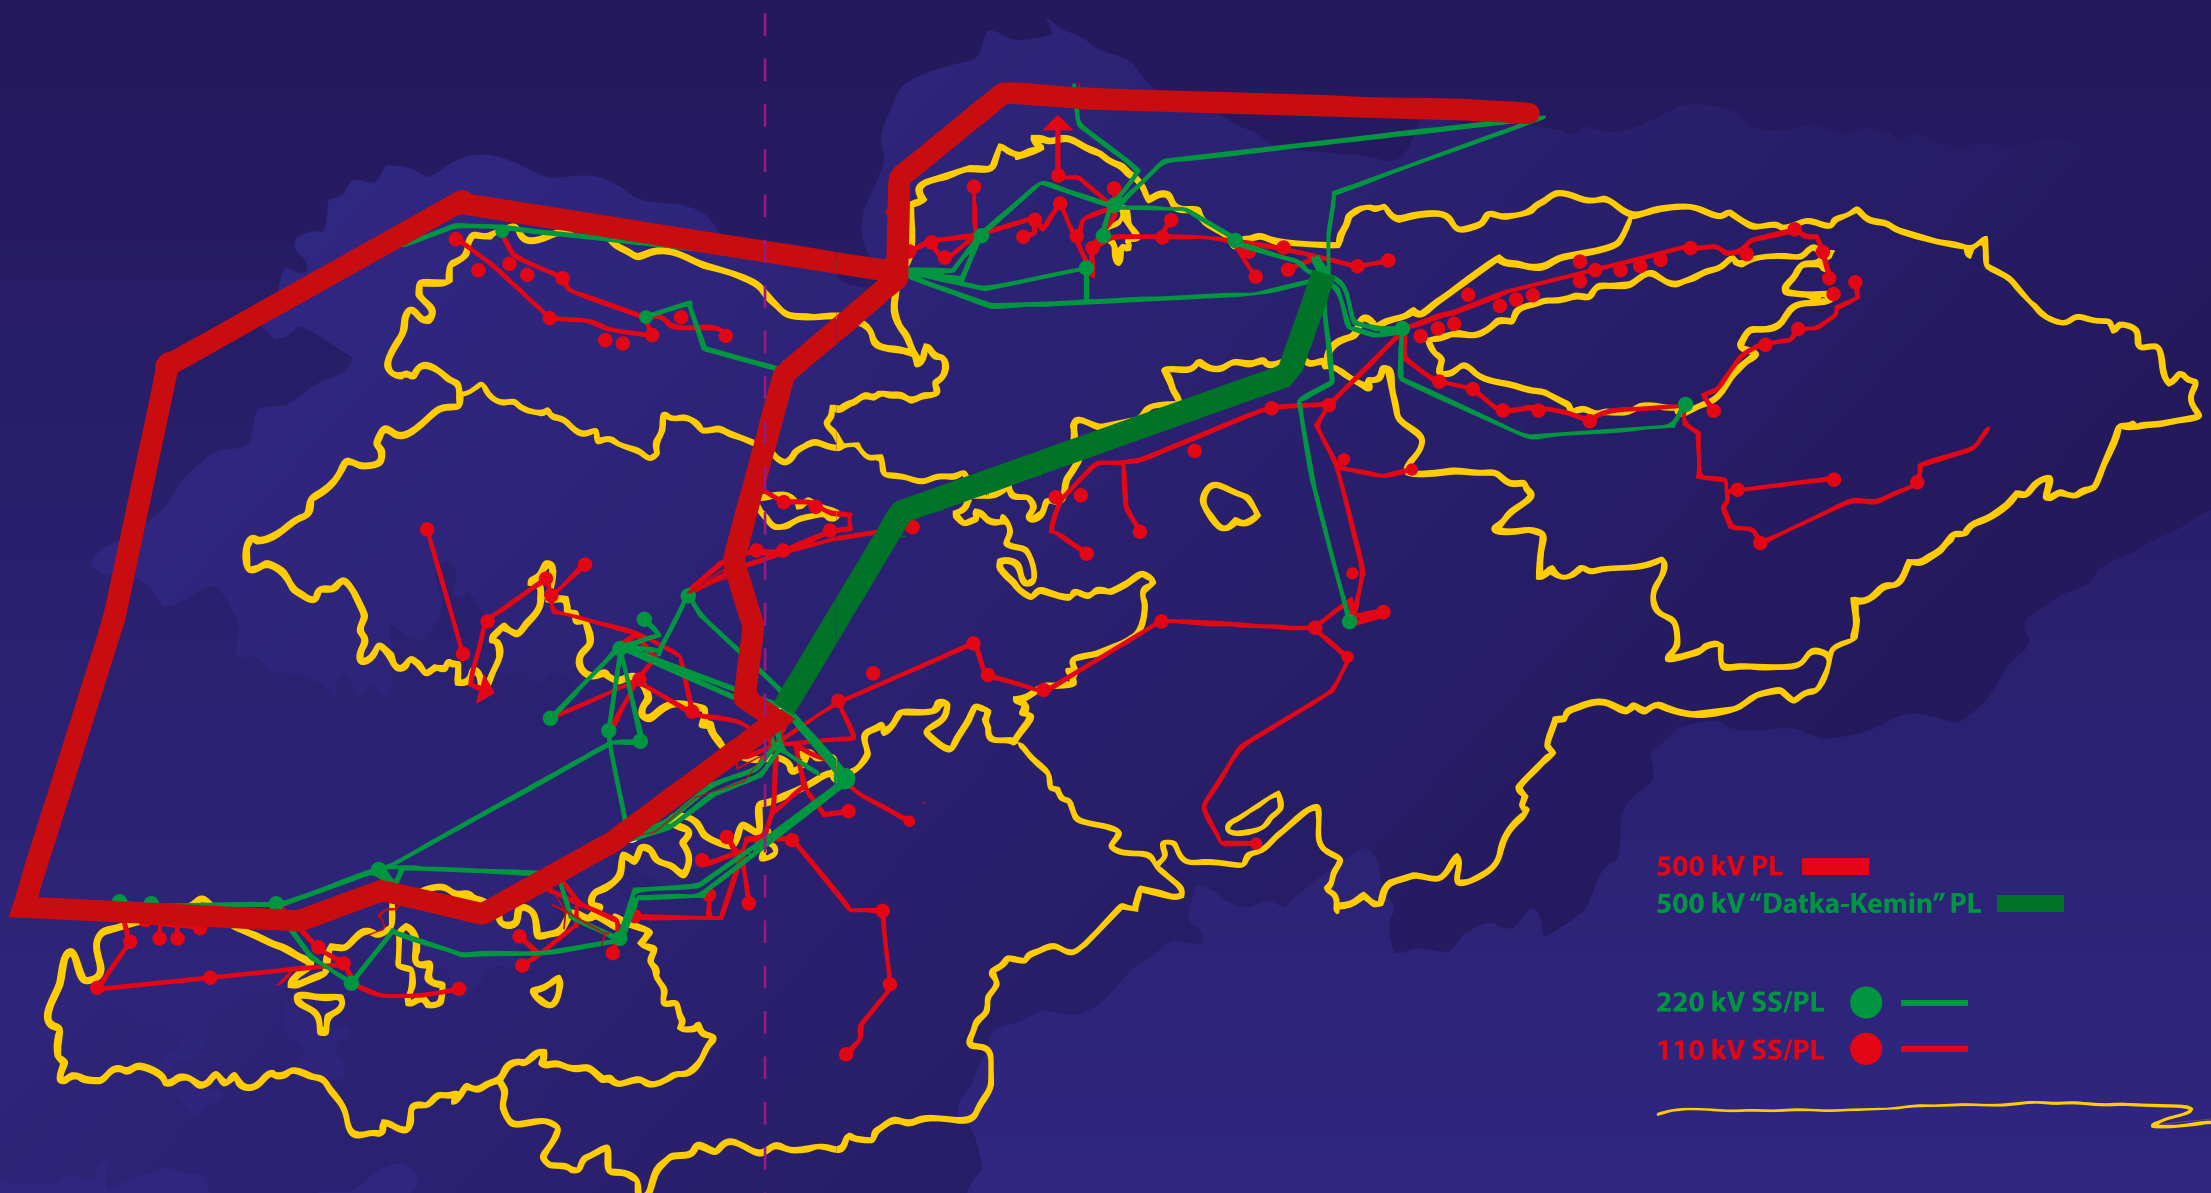 500 kV PL
500 kV “Datka-Kemin” PL
220 kV SS/PL
110 kV SS/PL